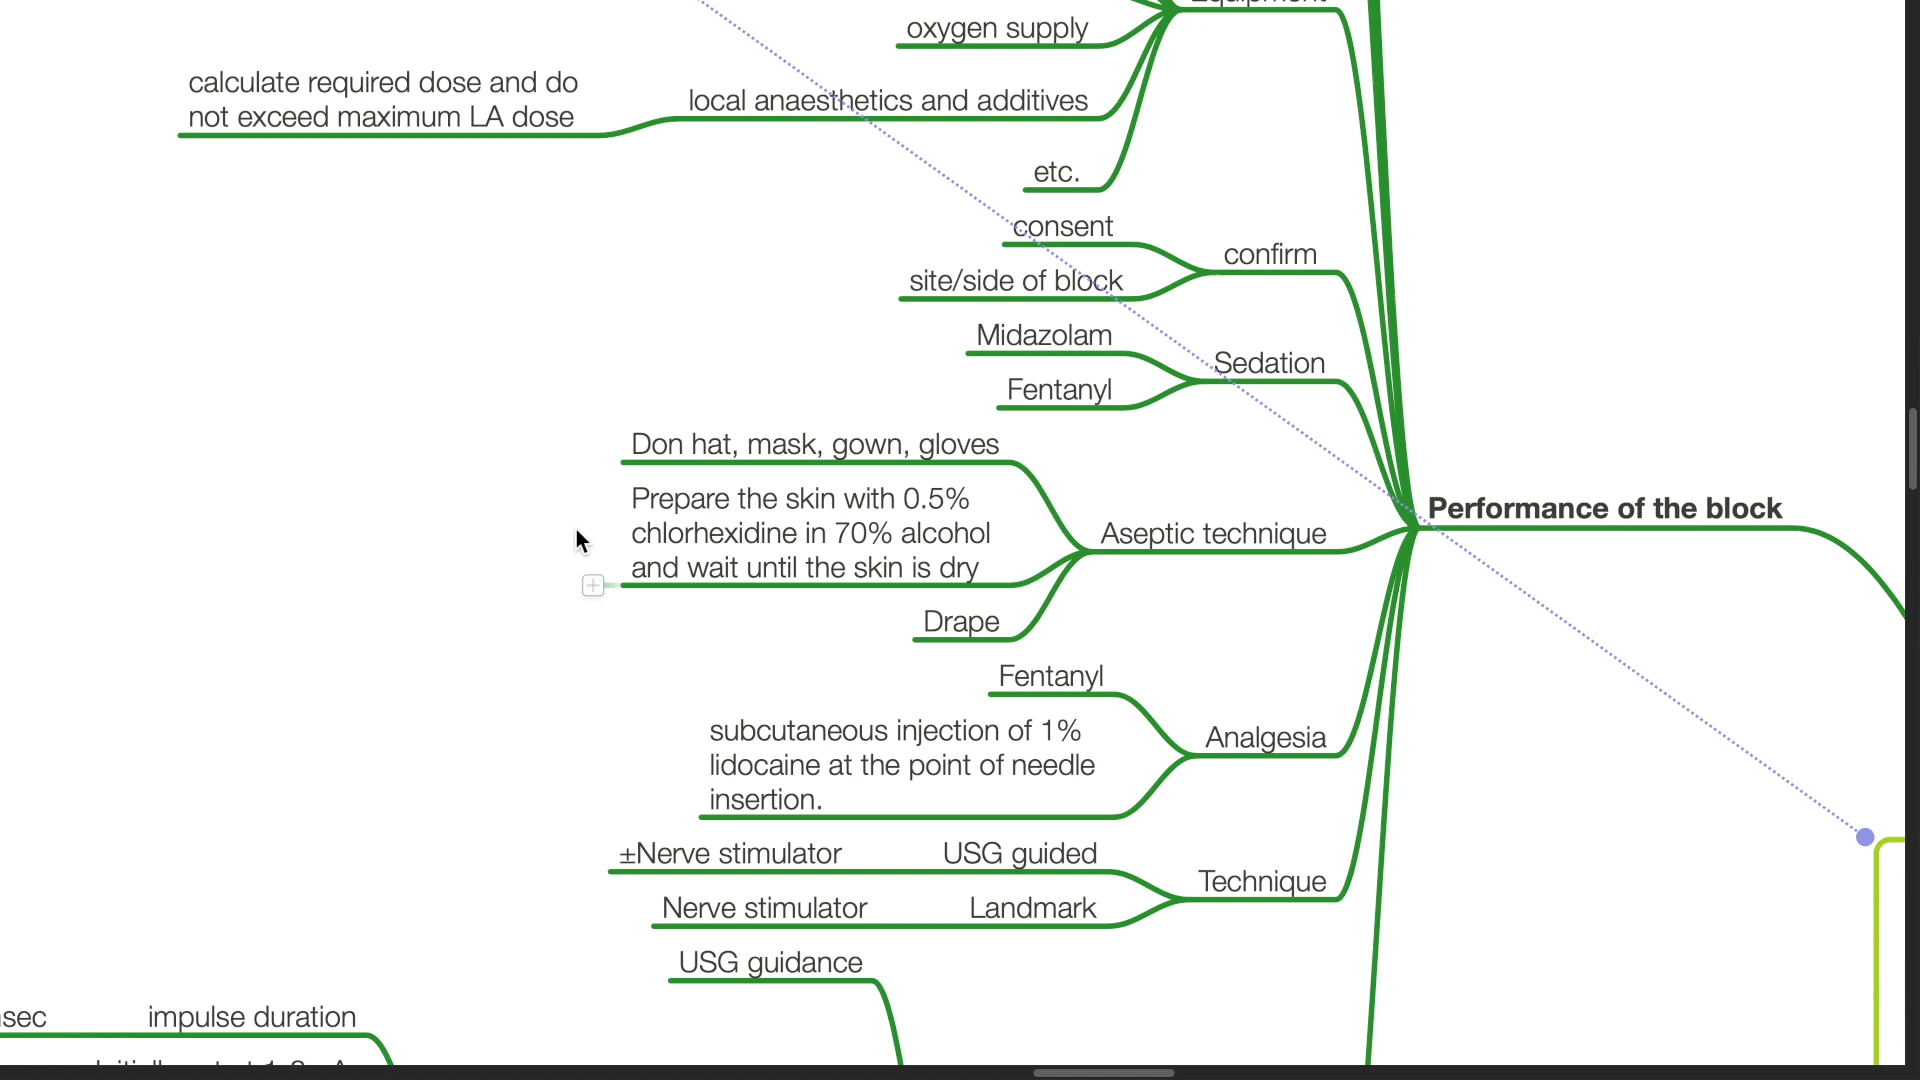 Equipment
oxygen supply
calculate required dose and do
not exceed maximum LA dose
local anaesthetics and additives
etc.
consent
confirm
site/side of block
Midazolam
Sedation
Fentanyl
Don hat, mask, gown, gloves
Prepare the skin with 0.5%
chlorhexidine in 70% alcohol
and wait until the skin is dry
Aseptic technique
Performance of the block
Drape
Fentanyl
subcutaneous injection of 1%
lidocaine at the point of needle
insertion.
Analgesia
±Nerve stimulator
USG guided
Technique
Nerve stimulator
Landmark
USG guidance
impulse duration